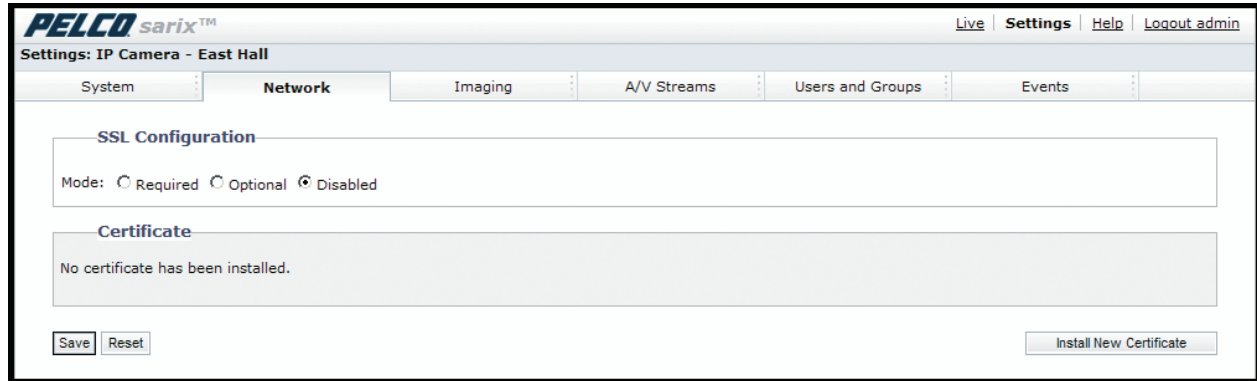 PELCO sarix™ Live Settings Help Logout admin
Settings: IP Camera - East Hall
System Network Imaging A/V Streams Users and Groups Events
SSL Configuration
Mode: Required Optional Disabled
Certificate
No certificate has been installed.
Save Reset Install New Certificate